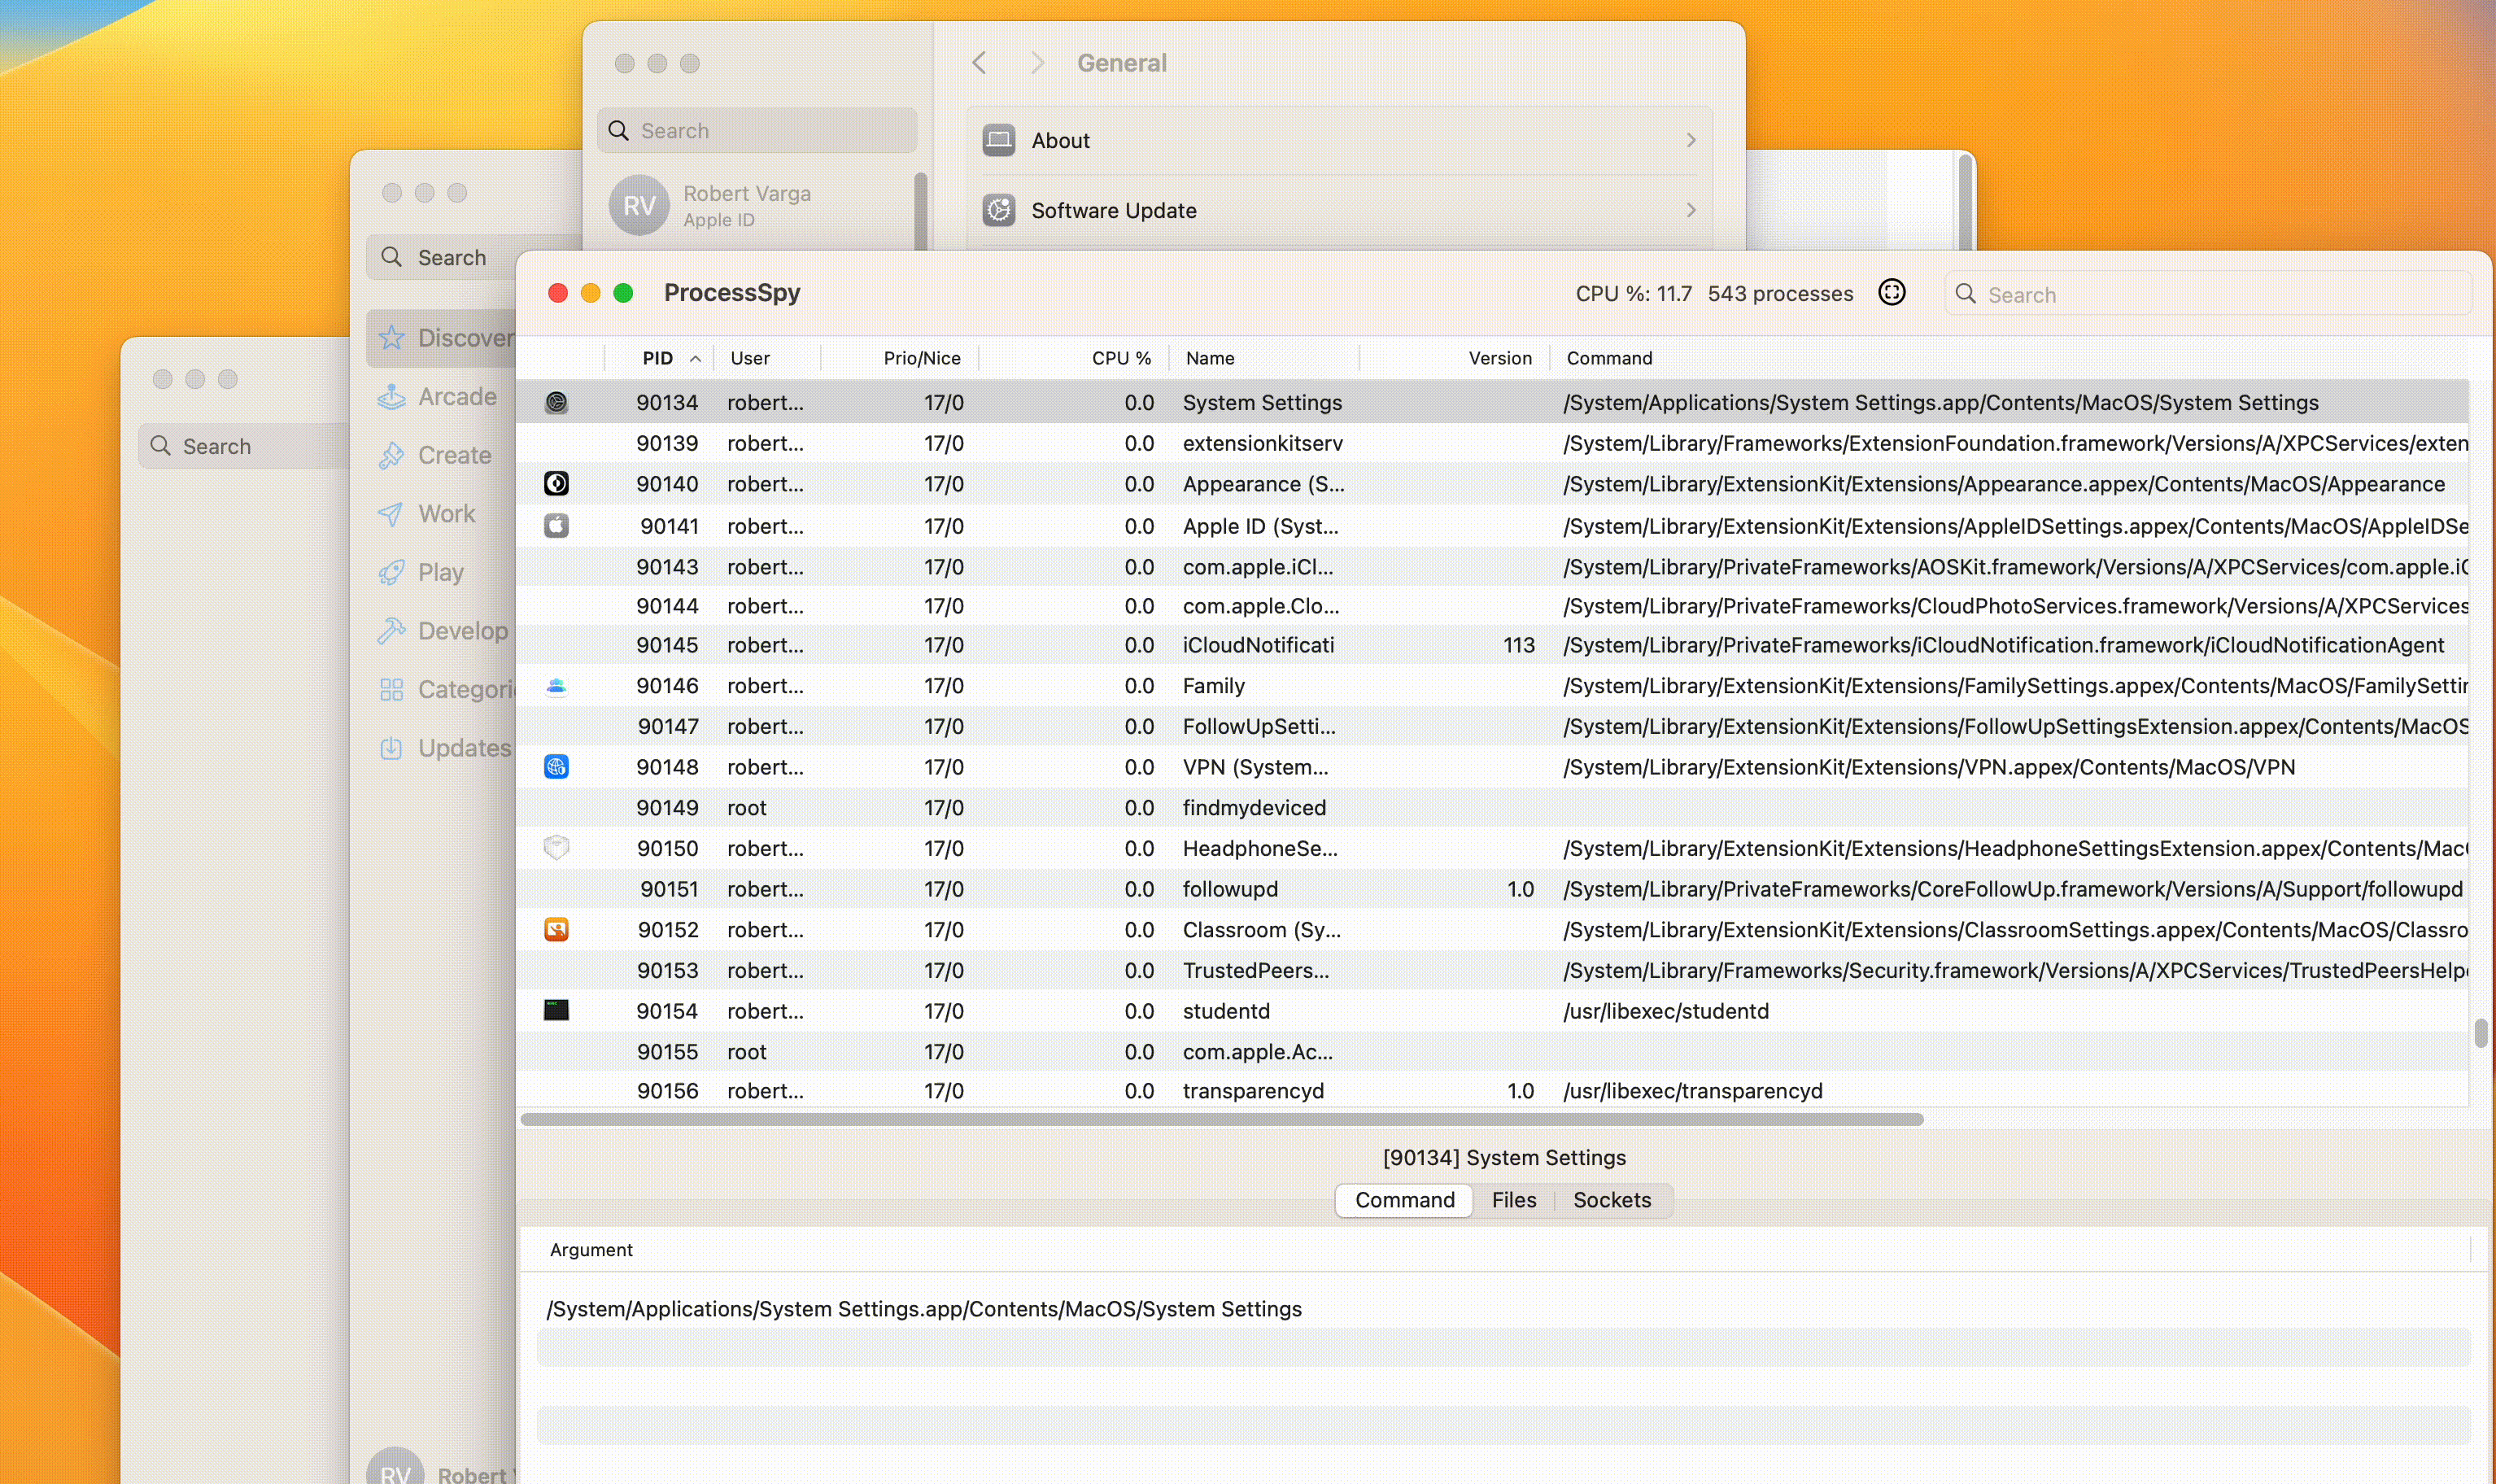 General
Search
About
Robert Varga
Apple ID
Software Update
Search
Discover
Arcade
Create
Work
Play
Develop
Categori
Updates
RV
Robert
Search
RV
ProcessSpy
CPU %: 11.7 543 processes
Search
PID User Prio/Nice CPU % Name Version Command
90134 robert... 17/0 0.0 System Settings /System/Applications/System Settings.app/Contents/MacOS/System Settings
90139 robert... 17/0 0.0 extensionkitserv /System/Library/Frameworks/ExtensionFoundation.framework/Versions/A/XPCServices/exten
90140 robert... 17/0 0.0 Appearance (S... /System/Library/ExtensionKit/Extensions/Appearance.appex/Contents/MacOS/Appearance
90141 robert... 17/0 0.0 Apple ID (Syst... /System/Library/ExtensionKit/Extensions/AppleIDSettings.appex/Contents/MacOS/AppleIDSe
90143 robert... 17/0 0.0 com.apple.iCl... /System/Library/PrivateFrameworks/AOSKit.framework/Versions/A/XPCServices/com.apple.iC
90144 robert... 17/0 0.0 com.apple.Clo... /System/Library/PrivateFrameworks/CloudPhotoServices.framework/Versions/A/XPCServices
90145 robert... 17/0 0.0 iCloudNotificati 113 /System/Library/PrivateFrameworks/iCloudNotification.framework/iCloudNotificationAgent
90146 robert... 17/0 0.0 Family /System/Library/ExtensionKit/Extensions/FamilySettings.appex/Contents/MacOS/FamilySettin
90147 robert... 17/0 0.0 FollowUpSetti... /System/Library/ExtensionKit/Extensions/FollowUpSettingsExtension.appex/Contents/MacOS
90148 robert... 17/0 0.0 VPN (System... /System/Library/ExtensionKit/Extensions/VPN.appex/Contents/MacOS/VPN
90149 root 17/0 0.0 findmydeviced
90150 robert... 17/0 0.0 HeadphoneSe... /System/Library/ExtensionKit/Extensions/HeadphoneSettingsExtension.appex/Contents/Mac
90151 robert... 17/0 0.0 followupd 1.0 /System/Library/PrivateFrameworks/CoreFollowUp.framework/Versions/A/Support/followupd
90152 robert... 17/0 0.0 Classroom (Sy... /System/Library/ExtensionKit/Extensions/ClassroomSettings.appex/Contents/MacOS/Classro
90153 robert... 17/0 0.0 TrustedPeers... /System/Library/Frameworks/Security.framework/Versions/A/XPCServices/TrustedPeersHelp
90154 robert... 17/0 0.0 studentd /usr/libexec/studentd
90155 root 17/0 0.0 com.apple.Ac...
90156 robert... 17/0 0.0 transparencyd 1.0 /usr/libexec/transparencyd
[90134] System Settings
Command Files Sockets
Argument
/System/Applications/System Settings.app/Contents/MacOS/System Settings